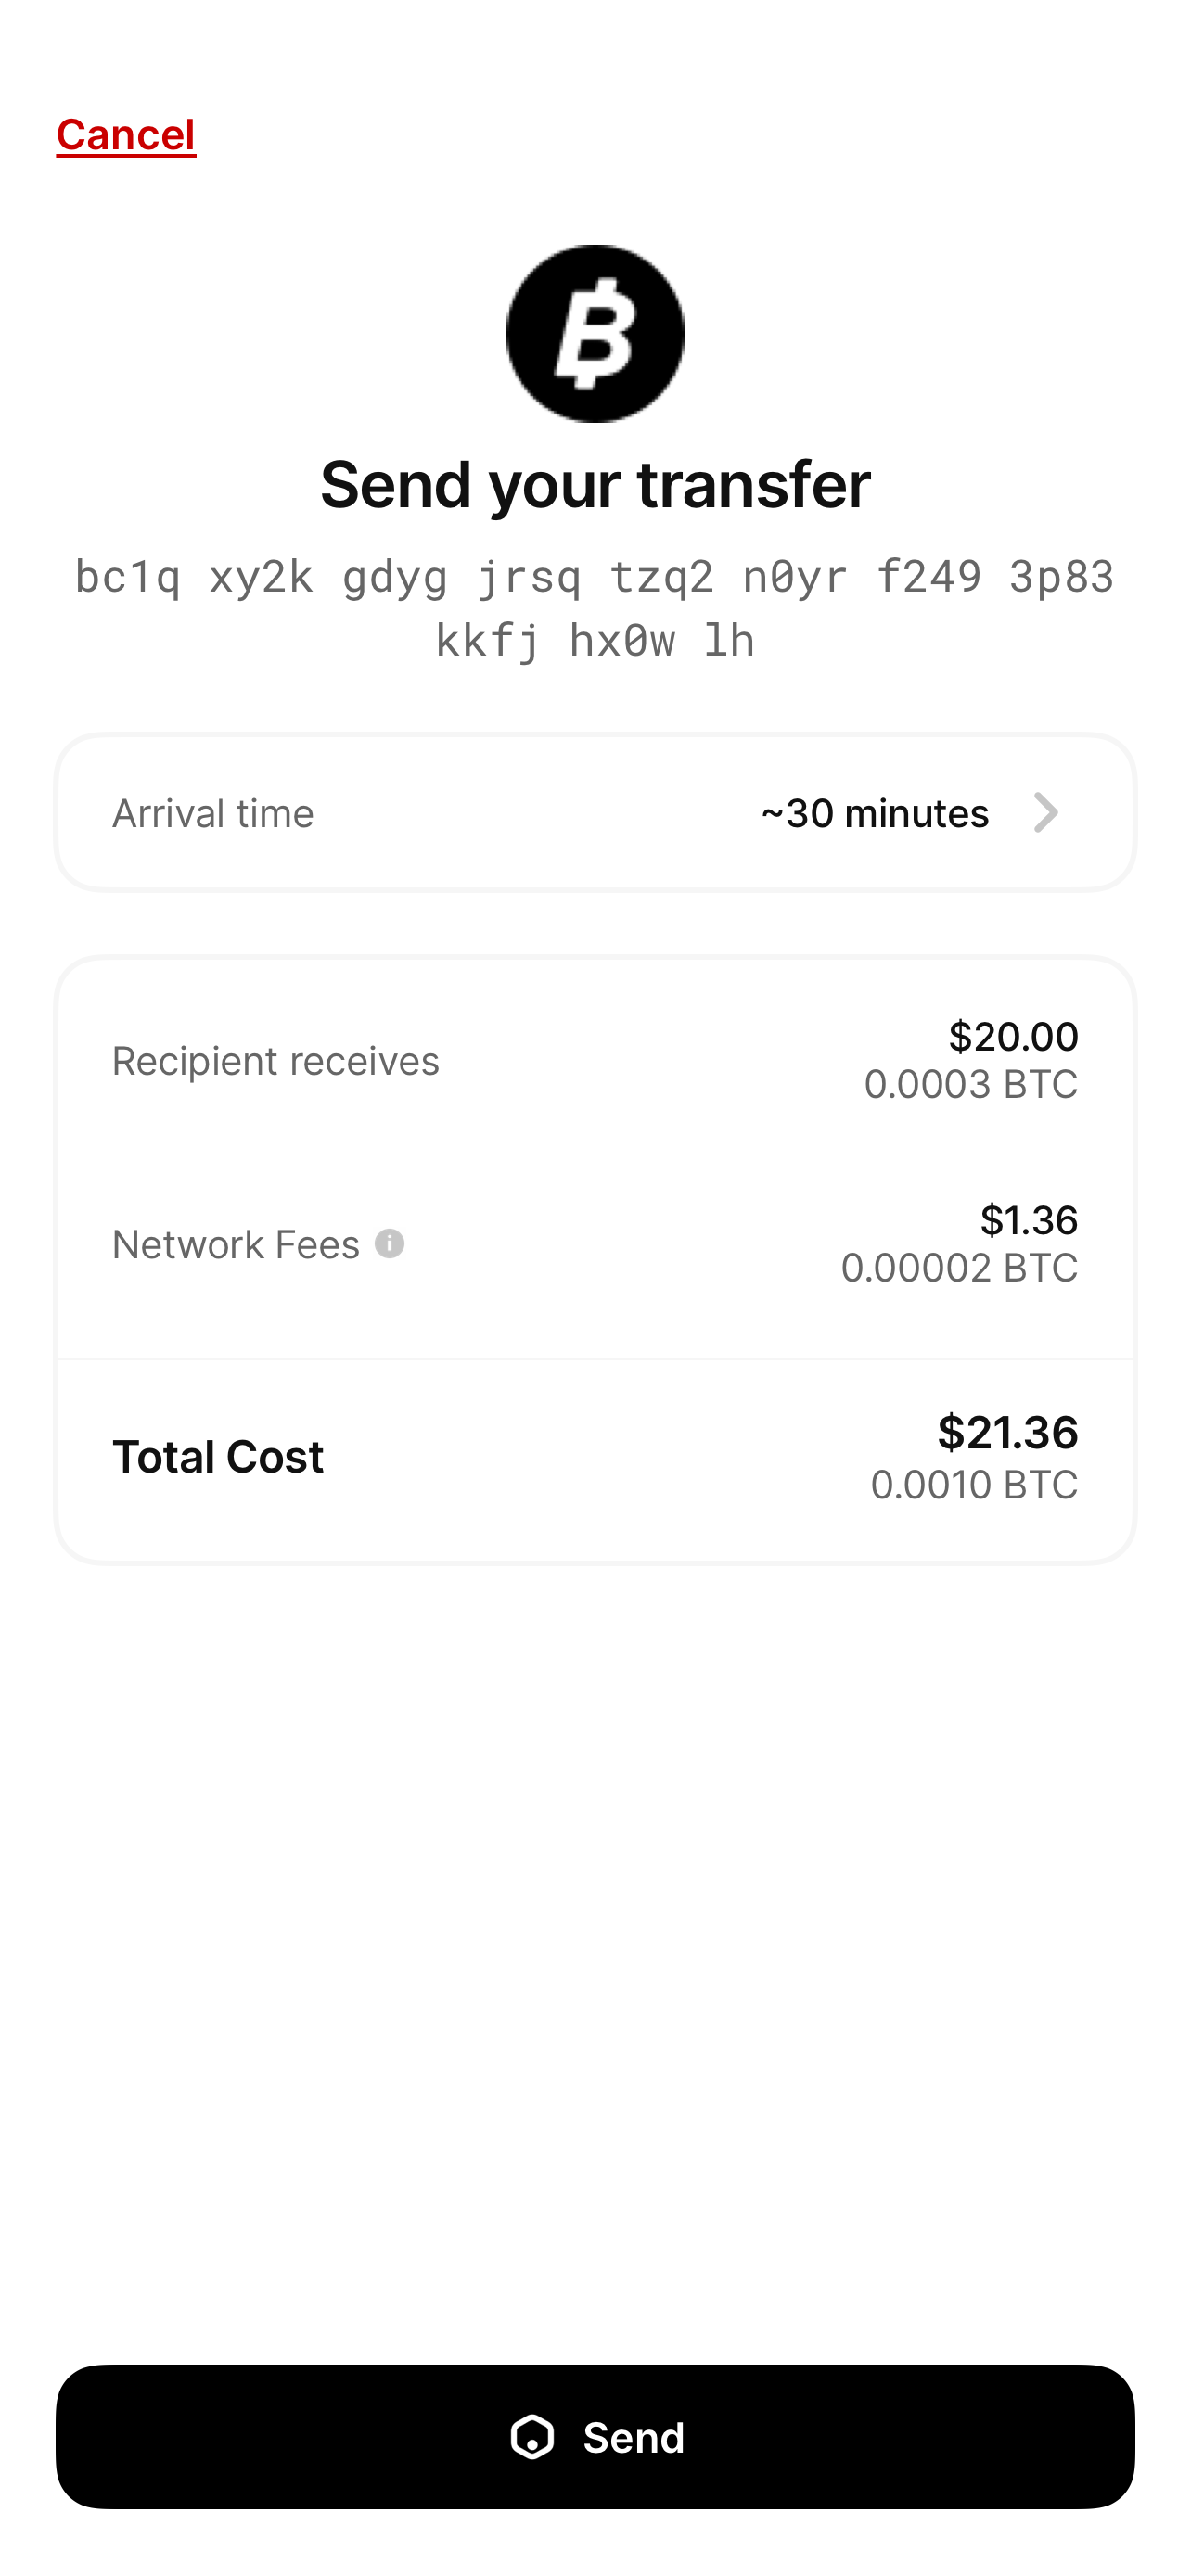 Cancel
Send your transfer
bc1q xy2k gdyg jrsq tzq2 n0yr f249 3p83
kkfj hx0w lh
Arrival time ~30 minutes
Recipient receives $20.00
0.0003 BTC
Network Fees $1.36
0.00002 BTC
Total Cost $21.36
0.0010 BTC
Send